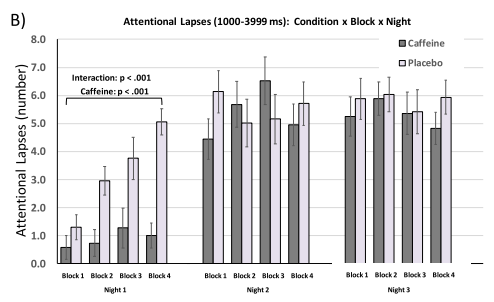 B)
Attentional Lapses (1000-3999 ms): Condition x Block x Night
Attentional Lapses (number)
8.0
7.0
6.0
5.0
4.0
3.0
2.0
1.0
0.0
Caffeine
Placebo
Interaction: p < .001
Caffeine: p < .001
Block 1 Block 2 Block 3 Block 4 Block 1 Block 2 Block 3 Block 4 Block 1 Block 2 Block 3 Block 4
Night 1 Night 2 Night 3